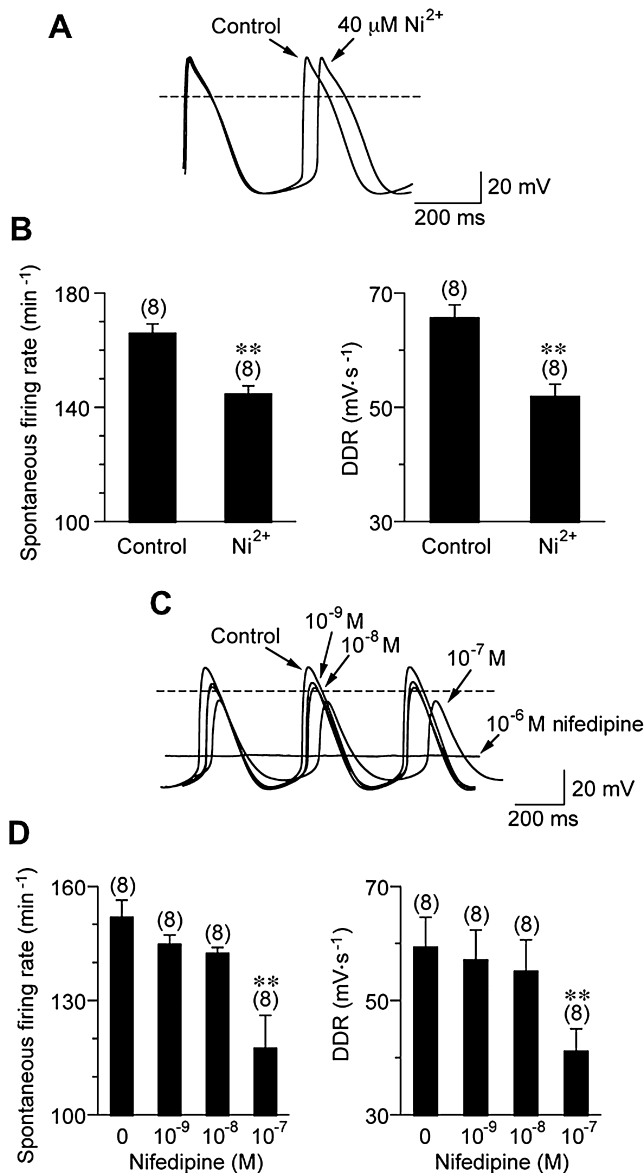 A
Control
40 μM Ni²⁺
20 mV
200 ms
B
Spontaneous firing rate (min⁻¹)
180
140
100
(8)
**
(8)
Control
Ni²⁺
DDR (mV·s⁻¹)
70
50
30
(8)
**
(8)
Control
Ni²⁺
C
Control
10⁻⁹ M
10⁻⁸ M
10⁻⁷ M
10⁻⁶ M nifedipine
20 mV
200 ms
D
Spontaneous firing rate (min⁻¹)
160
130
100
(8)
(8)
(8)
**
(8)
0
10⁻⁹
10⁻⁸
10⁻⁷
Nifedipine (M)
DDR (mV·s⁻¹)
70
50
30
(8)
(8)
(8)
**
(8)
0
10⁻⁹
10⁻⁸
10⁻⁷
Nifedipine (M)